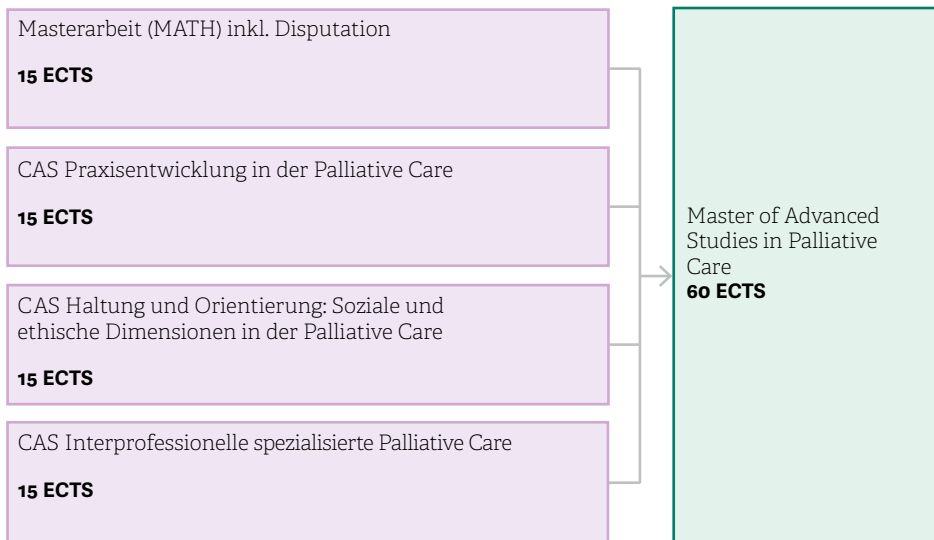 Masterarbeit (MATH) inkl. Disputation
15 ECTS
CAS Praxisentwicklung in der Palliative Care
15 ECTS
CAS Haltung und Orientierung: Soziale und
ethische Dimensionen in der Palliative Care
15 ECTS
CAS Interprofessionelle spezialisierte Palliative Care
15 ECTS
Master of Advanced
Studies in Palliative
Care
60 ECTS